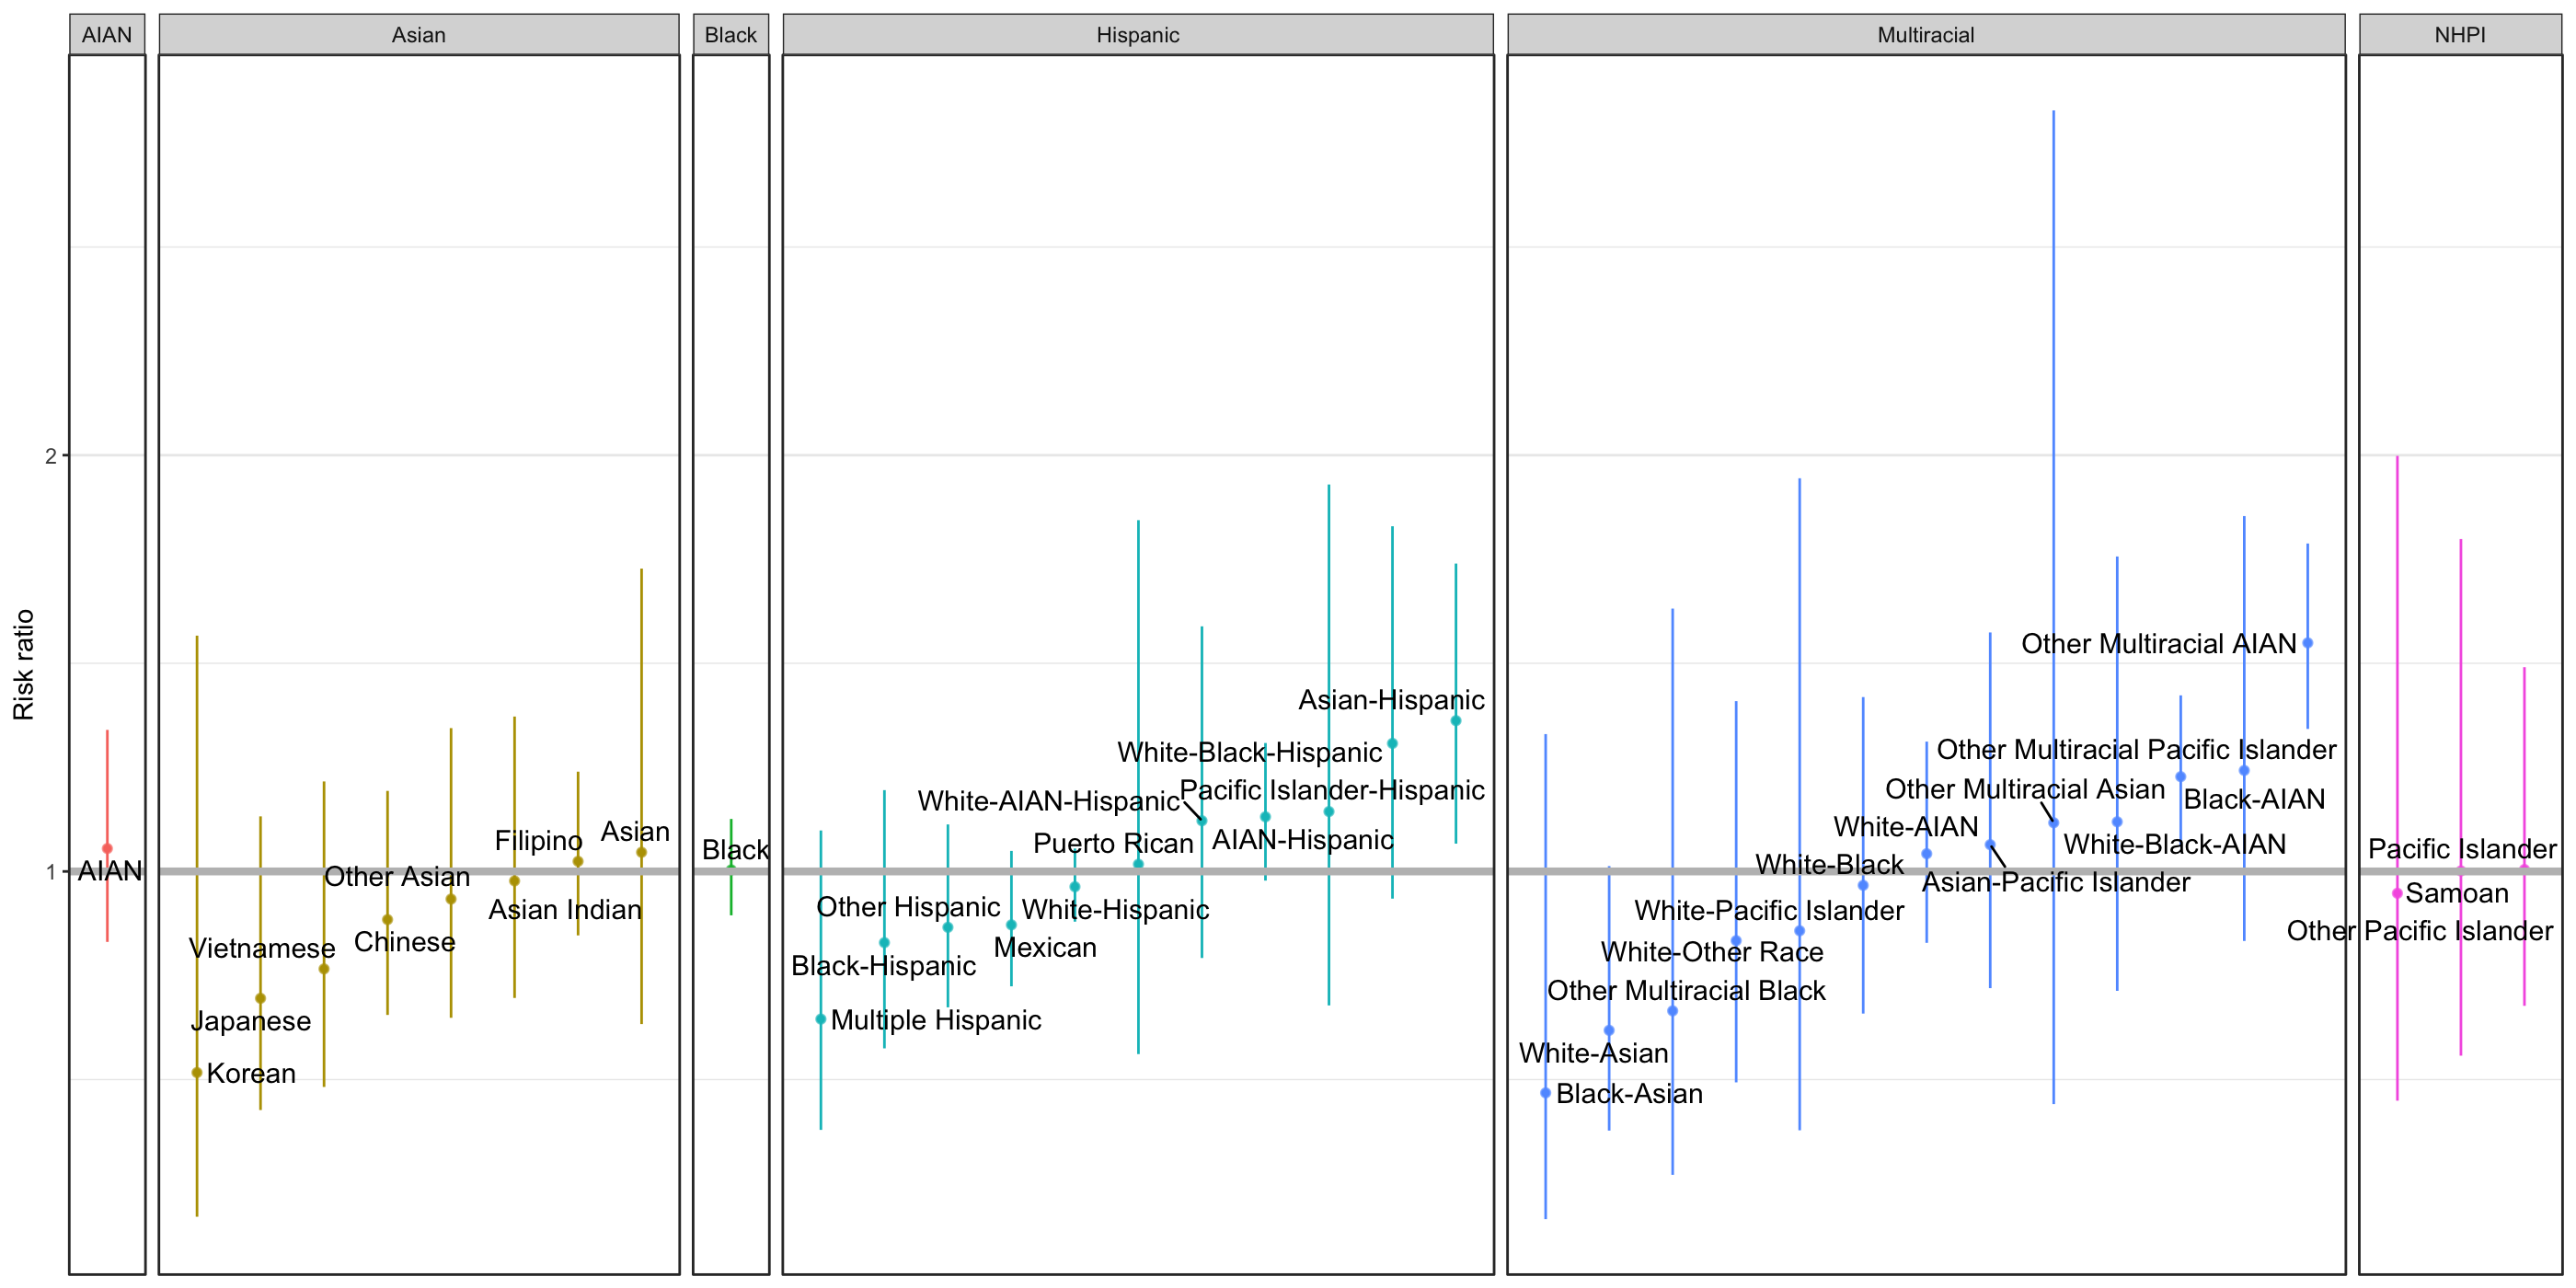 AIAN
Asian
Black
Hispanic
Multiracial
NHPI
Risk ratio
2
1
AIAN
Korean
Japanese
Vietnamese
Chinese
Other Asian
Asian Indian
Filipino
Asian
Black
Multiple Hispanic
Black-Hispanic
Other Hispanic
Mexican
White-Hispanic
Puerto Rican
White-AIAN-Hispanic
AIAN-Hispanic
Pacific Islander-Hispanic
White-Black-Hispanic
Asian-Hispanic
Black-Asian
White-Asian
Other Multiracial Black
White-Other Race
White-Pacific Islander
White-Black
White-AIAN
Asian-Pacific Islander
Other Multiracial Asian
White-Black-AIAN
Black-AIAN
Other Multiracial Pacific Islander
Other Multiracial AIAN
Samoan
Other Pacific Islander
Pacific Islander